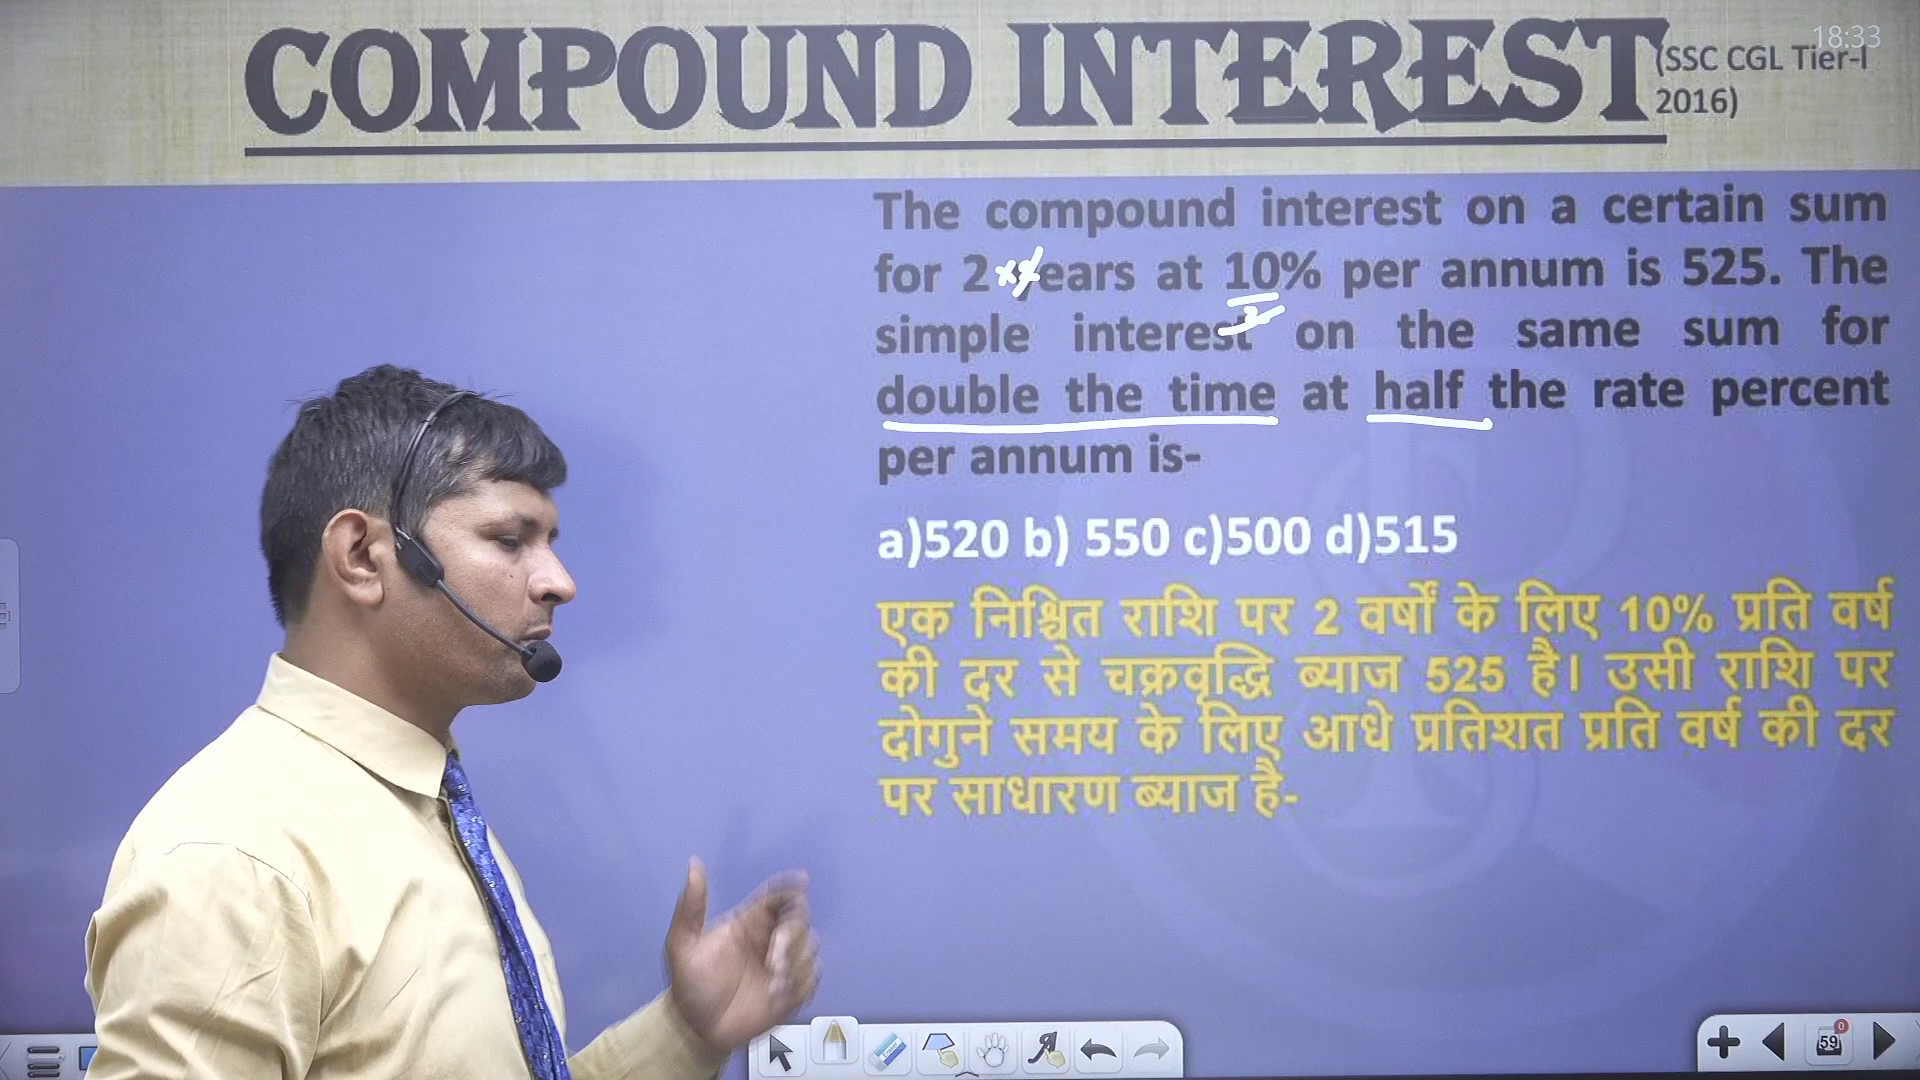 COMPOUND INTEREST
18:33
(SSC CGL Tier-I
2016)
The compound interest on a certain sum
for 2 years at 10% per annum is 525. The
simple interest on the same sum for
double the time at half the rate percent
per annum is-
a)520 b) 550 c)500 d)515
एक निश्चित राशि पर 2 वर्षों के लिए 10% प्रति वर्ष
की दर से चक्रवृद्धि ब्याज 525 है। उसी राशि पर
दोगुने समय के लिए आधे प्रतिशत प्रति वर्ष की दर
पर साधारण ब्याज है-
59
0